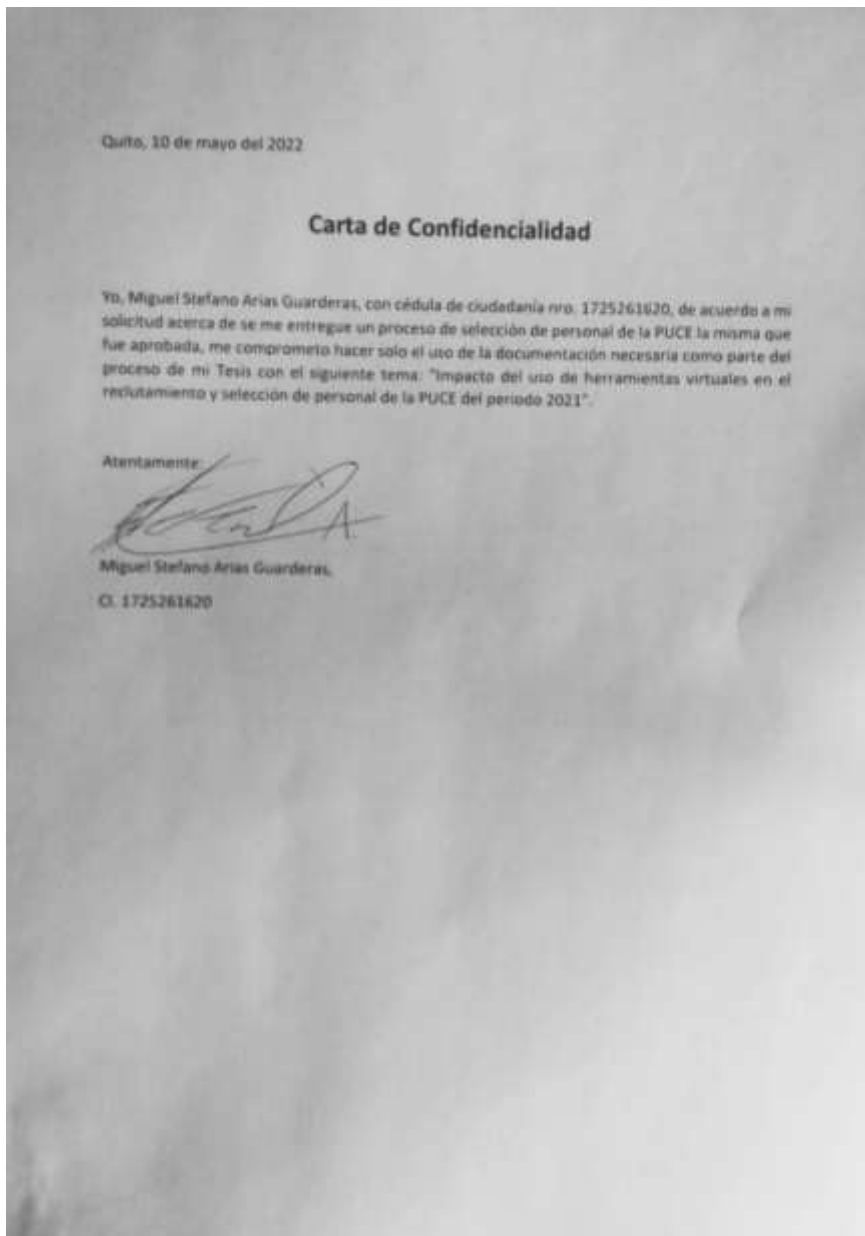 Quito, 10 de mayo del 2022
Carta de Confidencialidad
Yo, Miguel Stefano Arias Guarderas, con cédula de ciudadanía nro. 1725261620, de acuerdo a mi
solicitud acerca de se me entregue un proceso de selección de personal de la PUCE la misma que
fue aprobada, me comprometo hacer solo el uso de la documentación necesaria como parte del
proceso de mi Tesis con el siguiente tema: "Impacto del uso de herramientas virtuales en el
reclutamiento y selección de personal de la PUCE del periodo 2021".
Atentamente:
Miguel Stefano Arias Guarderas,
CI. 1725261620